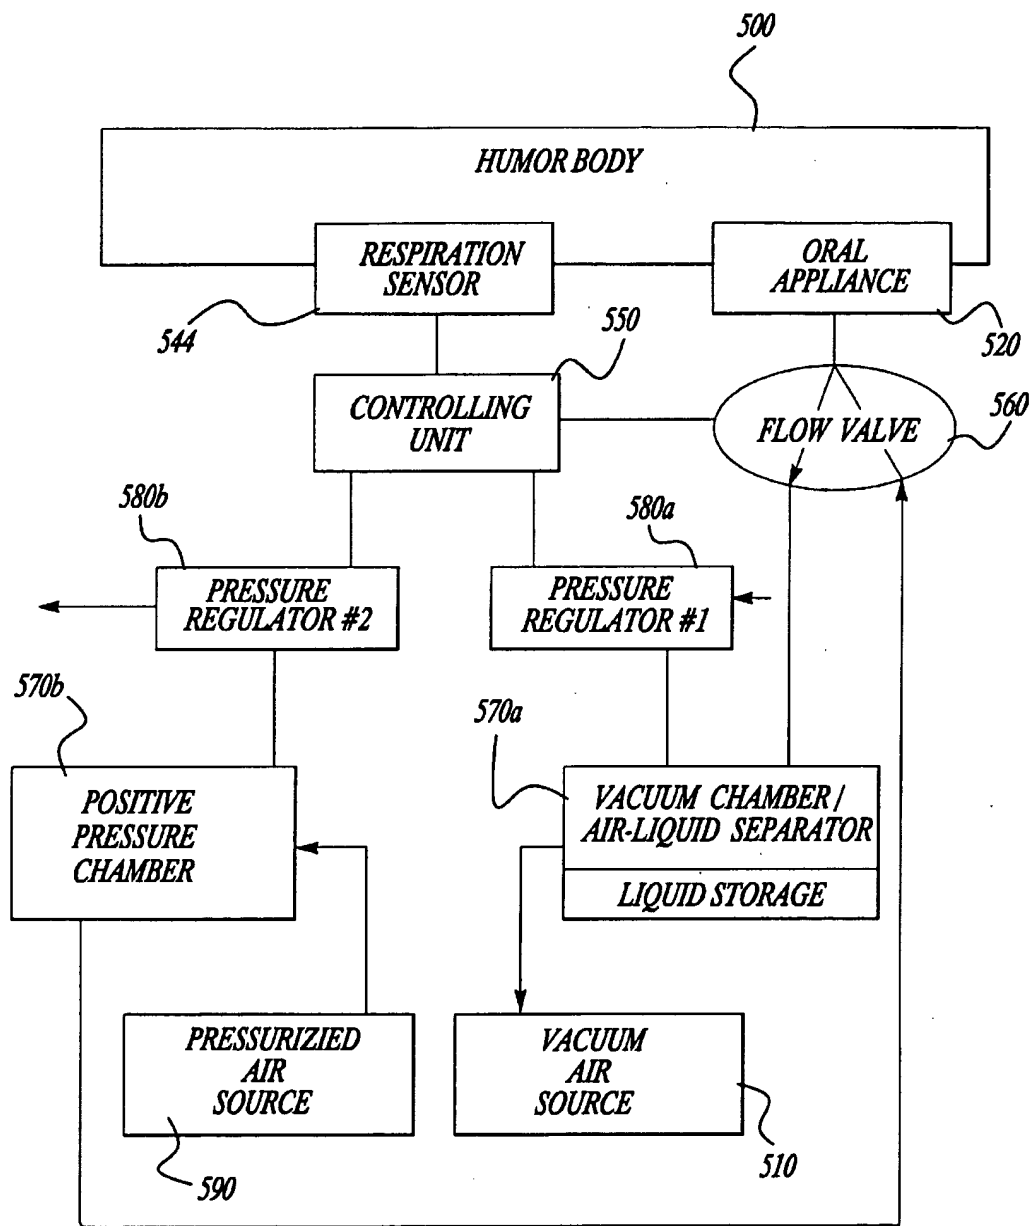 500
HUMOR BODY
RESPIRATION
SENSOR
ORAL
APPLIANCE
544
550
520
CONTROLLING
UNIT
FLOW VALVE
560
580b
580a
PRESSURE
REGULATOR #2
PRESSURE
REGULATOR #1
570b
570a
POSITIVE
PRESSURE
CHAMBER
VACUUM CHAMBER /
AIR-LIQUID SEPARATOR
LIQUID STORAGE
PRESSURIZIED
AIR
SOURCE
VACUUM
AIR
SOURCE
590
510